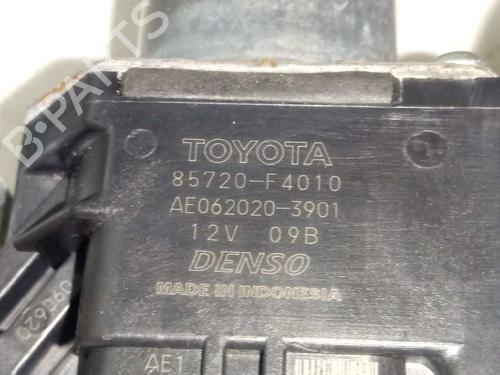 B-PARTS
TOYOTA
85720-F4010
AE062020-3901
12V 09B
DENSO
MADE IN INDONESIA
AE1